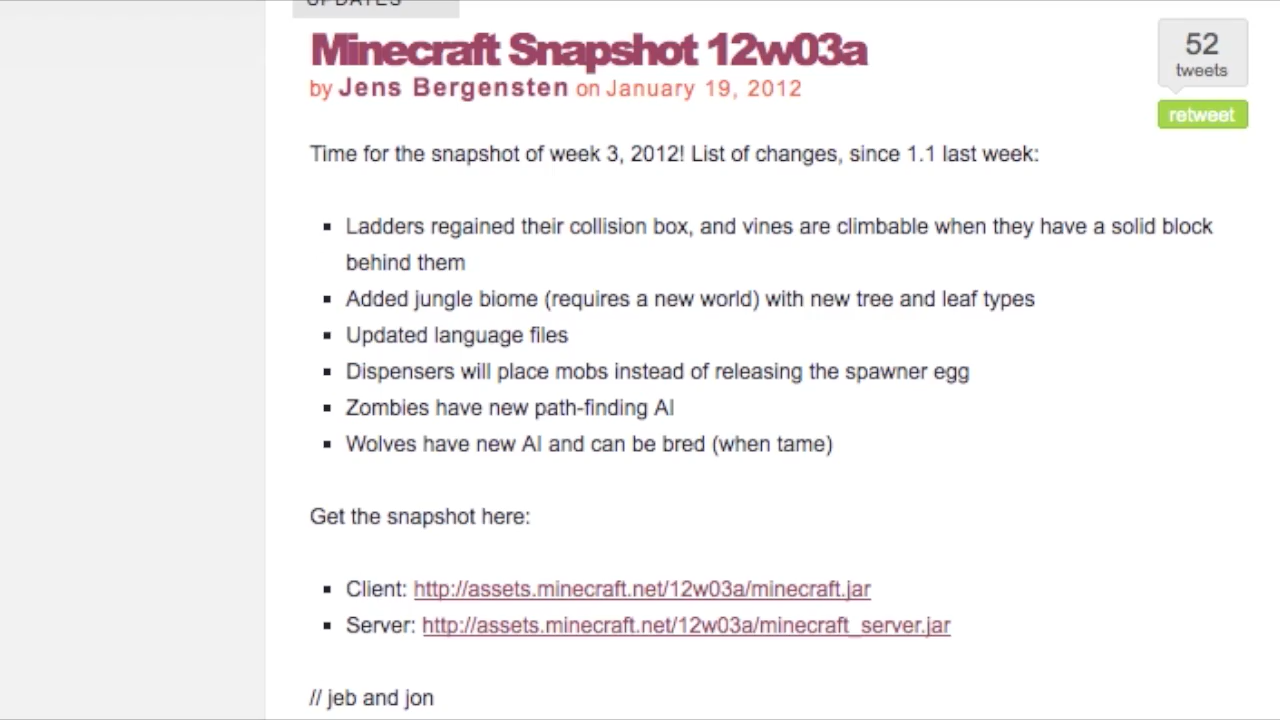 UPDATES
Minecraft Snapshot 12w03a
by Jens Bergensten on January 19, 2012
52
tweets
retweet
Time for the snapshot of week 3, 2012! List of changes, since 1.1 last week:
▪ Ladders regained their collision box, and vines are climbable when they have a solid block
behind them
▪ Added jungle biome (requires a new world) with new tree and leaf types
▪ Updated language files
▪ Dispensers will place mobs instead of releasing the spawner egg
▪ Zombies have new path-finding AI
▪ Wolves have new AI and can be bred (when tame)
Get the snapshot here:
▪ Client: http://assets.minecraft.net/12w03a/minecraft.jar
▪ Server: http://assets.minecraft.net/12w03a/minecraft_server.jar
// jeb and jon